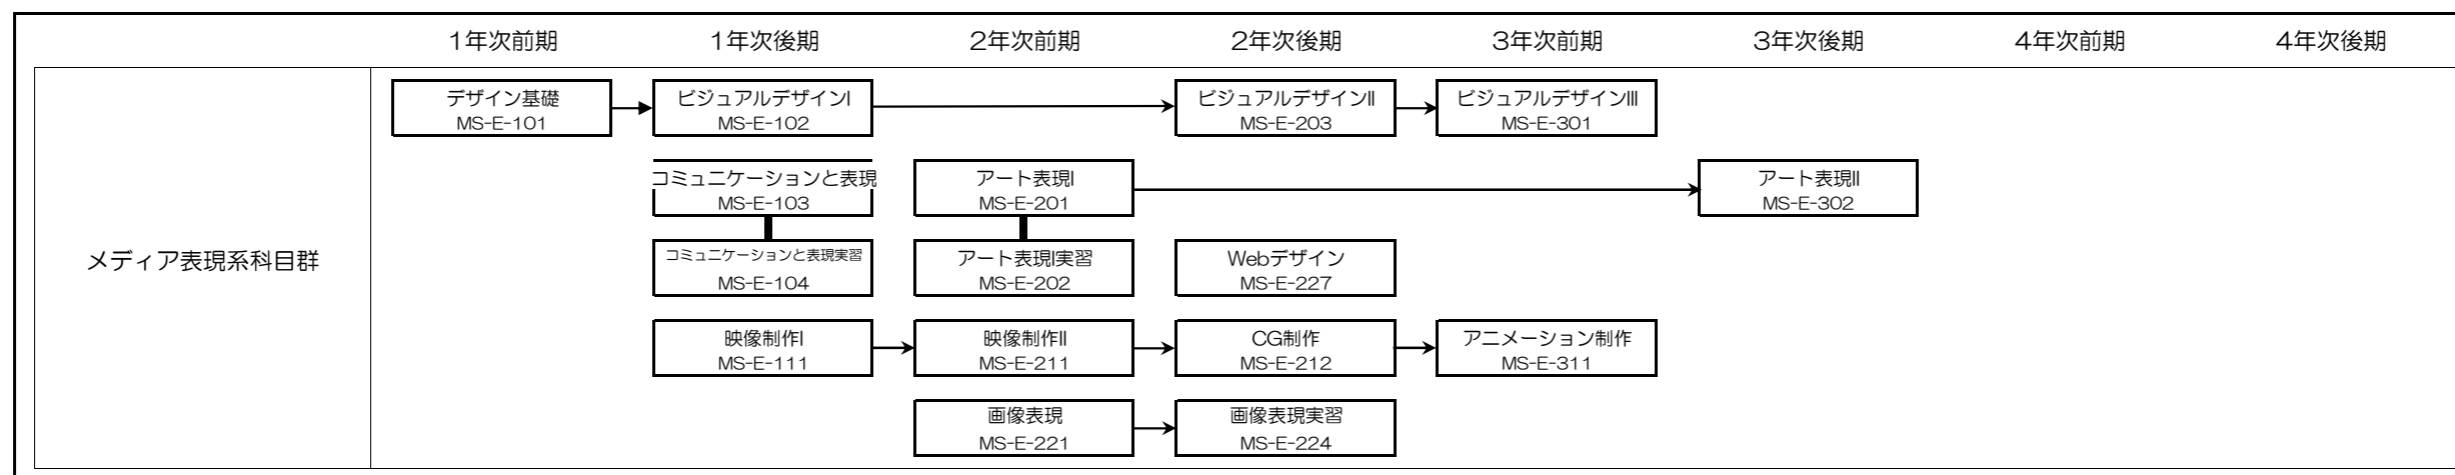 1年次前期 1年次後期 2年次前期 2年次後期 3年次前期 3年次後期 4年次前期 4年次後期
メディア表現系科目群
デザイン基礎
MS-E-101
ビジュアルデザインI
MS-E-102
ビジュアルデザインII
MS-E-203
ビジュアルデザインIII
MS-E-301
コミュニケーションと表現
MS-E-103
アート表現I
MS-E-201
アート表現II
MS-E-302
コミュニケーションと表現実習
MS-E-104
アート表現I実習
MS-E-202
Webデザイン
MS-E-227
映像制作I
MS-E-111
映像制作II
MS-E-211
CG制作
MS-E-212
アニメーション制作
MS-E-311
画像表現
MS-E-221
画像表現実習
MS-E-224